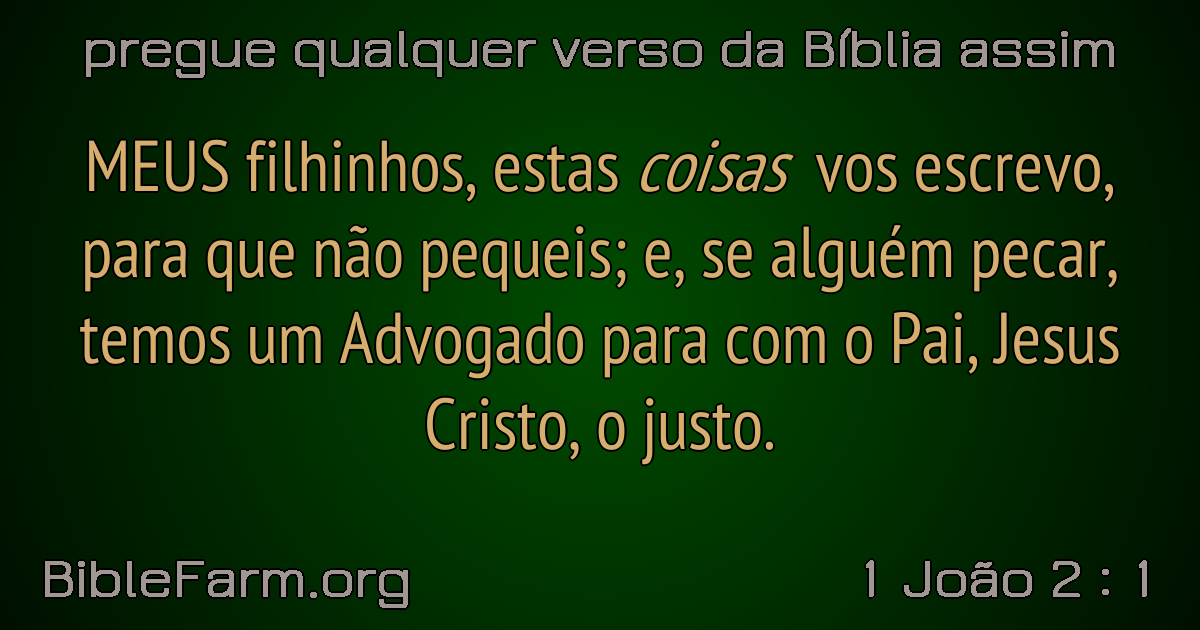 pregue qualquer verso da Bíblia assim
MEUS filhinhos, estas coisas vos escrevo,
para que não pequeis; e, se alguém pecar,
temos um Advogado para com o Pai, Jesus
Cristo, o justo.
BibleFarm.org
1 João 2 : 1